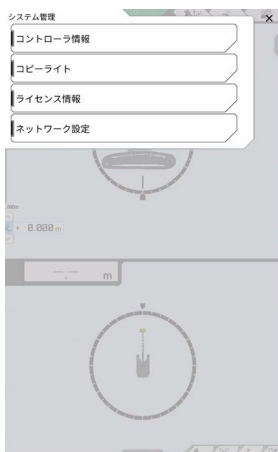 システム管理
×
コントローラ情報
コピーライト
ライセンス情報
ネットワーク設定
0.000 m
--.-- m